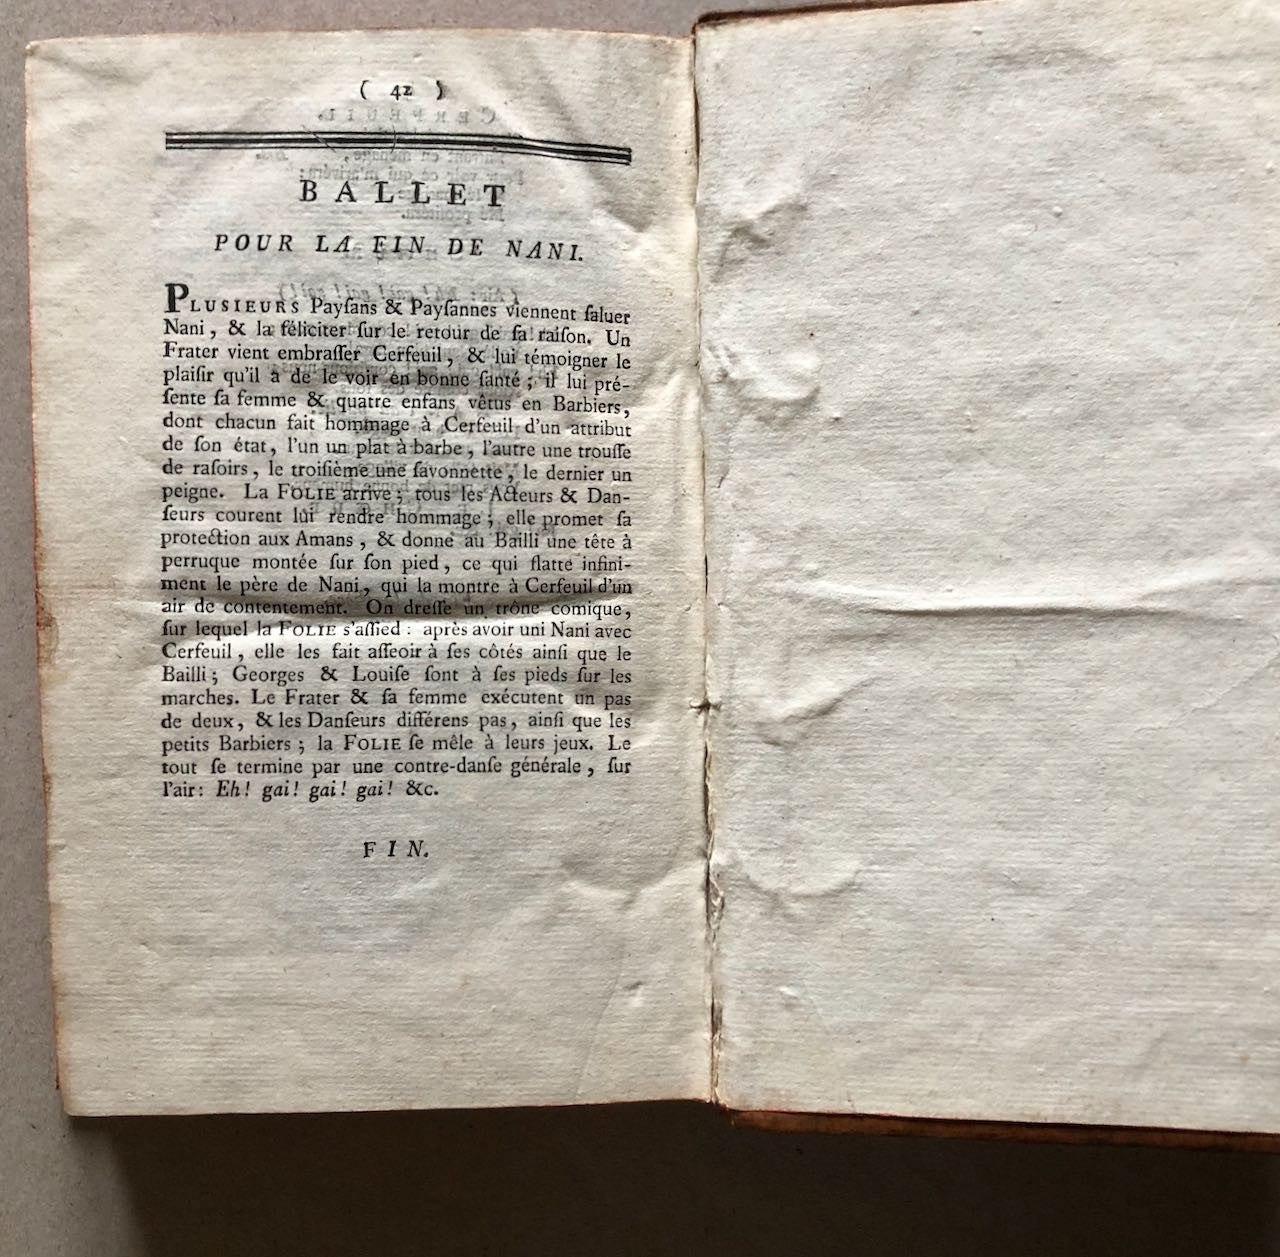 ( 42 )
BALLET
POUR LA FIN DE NANI.
PLUSIEURS Payſans & Payſannes viennent ſaluer
Nani, & la féliciter ſur le retour de ſa raiſon. Un
Frater vient embraſſer Cerfeuil, & lui témoigner le
plaiſir qu'il a de le voir en bonne ſanté ; il lui pré-
ſente ſa femme & quatre enfans vêtus en Barbiers,
dont chacun fait hommage à Cerfeuil d'un attribut
de ſon état, l'un un plat à barbe, l'autre une trouſſe
de raſoirs, le troiſième une ſavonnette, le dernier un
peigne. La FOLIE arrive ; tous les Acteurs & Dan-
ſeurs courent lui rendre hommage ; elle promet ſa
protection aux Amans, & donne au Bailli une tête à
perruque montée ſur ſon pied, ce qui flatte infini-
ment le père de Nani, qui la montre à Cerfeuil d'un
air de contentement. On dreſſe un trône comique,
ſur lequel la FOLIE s'aſſied : après avoir uni Nani avec
Cerfeuil, elle les fait aſſeoir à ſes côtés ainſi que le
Bailli ; Georges & Louiſe ſont à ſes pieds ſur les
marches. Le Frater & ſa femme exécutent un pas
de deux, & les Danſeurs différens pas, ainſi que les
petits Barbiers ; la FOLIE ſe mêle à leurs jeux. Le
tout ſe termine par une contre-danſe générale, ſur
l'air : Eh ! gai ! gai ! gai ! &c.
FIN.